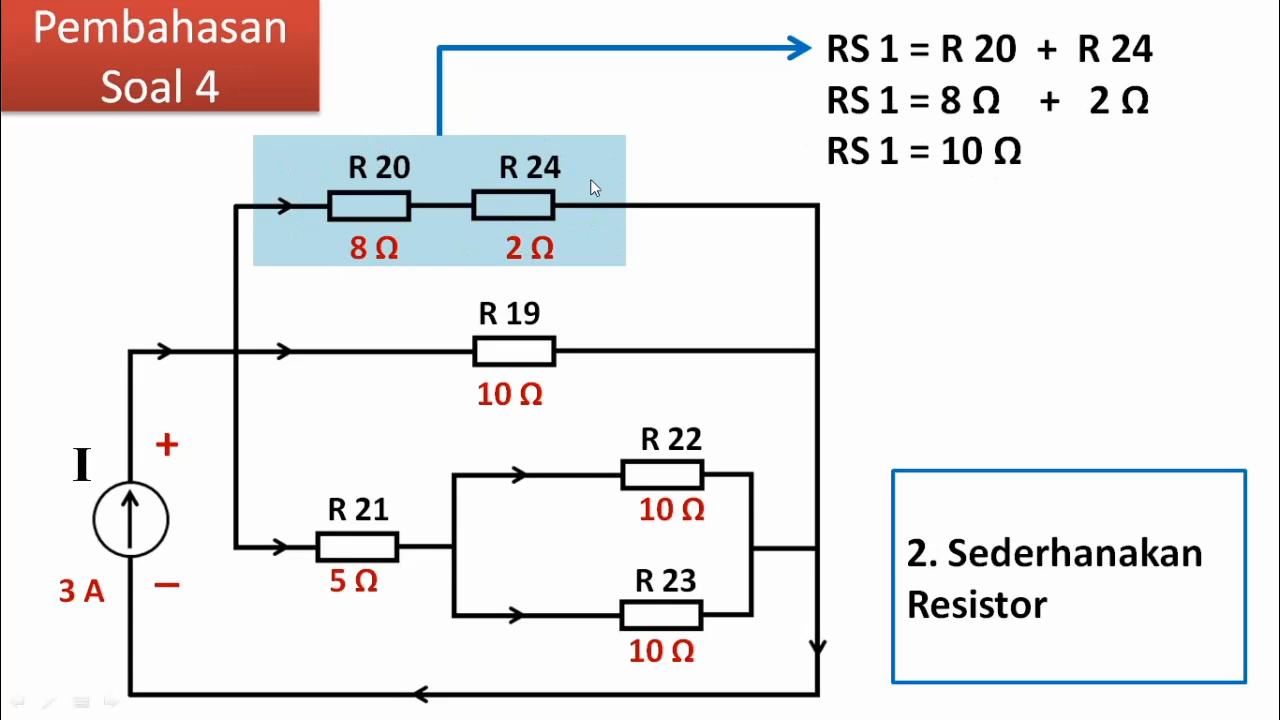 Pembahasan
Soal 4
RS 1 = R 20 + R 24
RS 1 = 8 Ω + 2 Ω
RS 1 = 10 Ω
R 20 R 24
8 Ω 2 Ω
R 19
10 Ω
R 22
10 Ω
I
+
R 21
5 Ω
R 23
10 Ω
3 A
−
2. Sederhanakan
Resistor